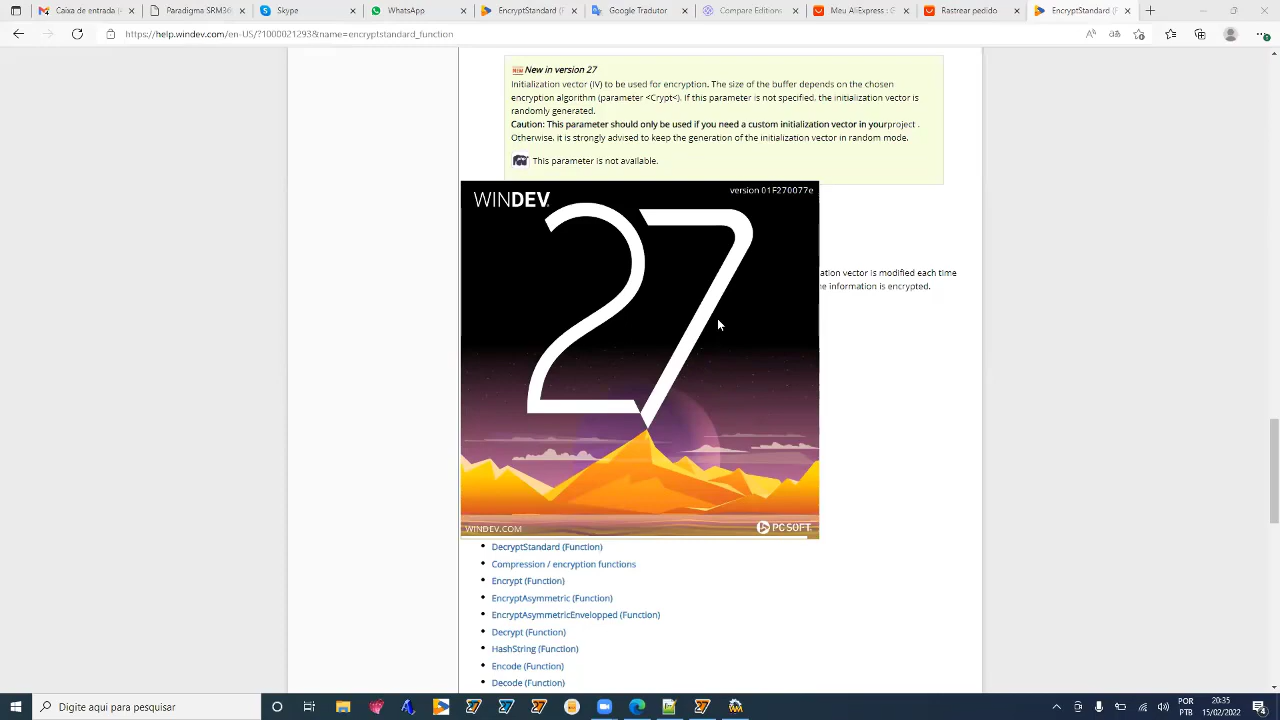 Caixa de entrada (
Paradigma SRM36
Skype
WhatsApp
EncryptStandard (F
Google Tradutor
Compare Editions
Meu AliExpress : G
Rastrear pedido
EncryptStandard (F
https://help.windev.com/en-US/?1000021293&name=encryptstandard_function
New in version 27
Initialization vector (IV) to be used for encryption. The size of the buffer depends on the chosen
encryption algorithm (parameter <Crypt<). If this parameter is not specified, the initialization vector is
randomly generated.
Caution: This parameter should only be used if you need a custom initialization vector in yourproject .
Otherwise, it is strongly advised to keep the generation of the initialization vector in random mode.
This parameter is not available.
WINDEV
version 01F270077e
27
ation vector is modified each time
he information is encrypted.
WINDEV.COM
PC SOFT
DecryptStandard (Function)
Compression / encryption functions
Encrypt (Function)
EncryptAsymmetric (Function)
EncryptAsymmetricEnvelopped (Function)
Decrypt (Function)
HashString (Function)
Encode (Function)
Decode (Function)
Digite aqui para pesquisar
POR
PTB
20:35
15/02/2022